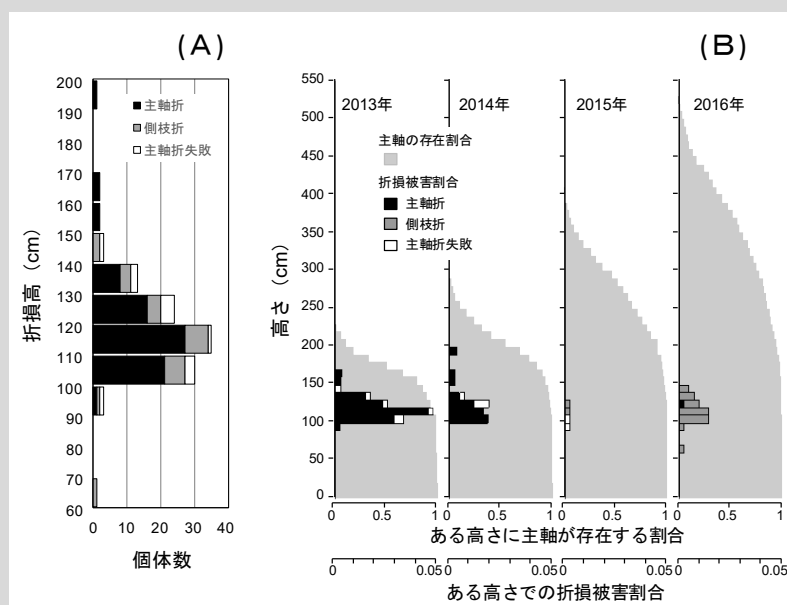 (A)
200
190
180
170
160
150
140
130
120
110
100
90
80
70
60
折損高 (cm)
主軸折
側枝折
主軸折失敗
0 10 20 30 40
個体数
(B)
550
500
450
400
350
300
250
200
150
100
50
0
高さ (cm)
2013年 2014年 2015年 2016年
主軸の存在割合
折損被害割合
主軸折
側枝折
主軸折失敗
0 0.5 1 0 0.5 1 0 0.5 1 0 0.5 1
ある高さに主軸が存在する割合
0 0.05 0 0.05 0 0.05 0 0.05
ある高さでの折損被害割合